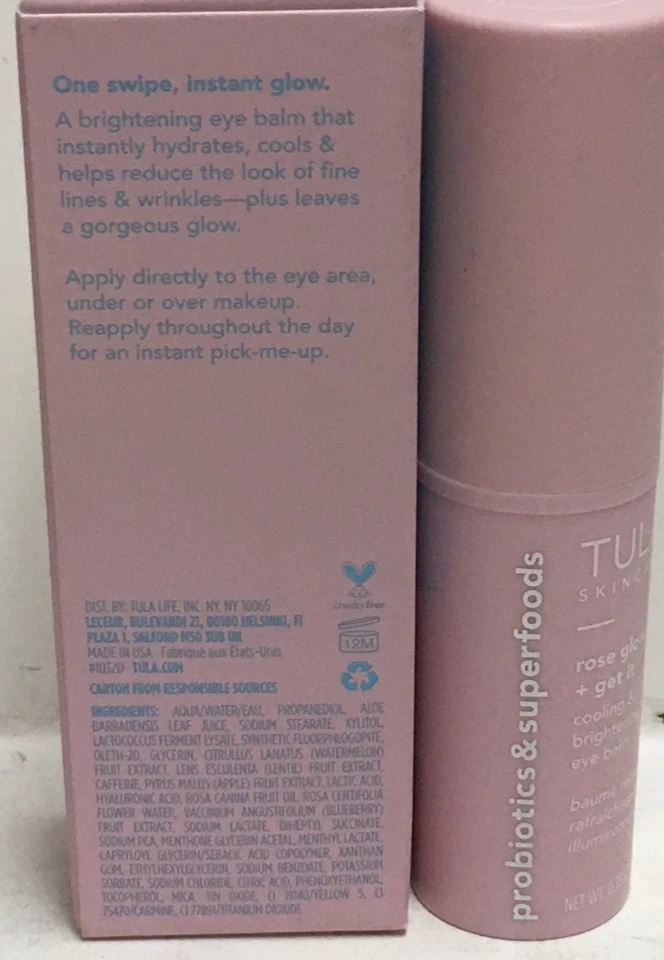 One swipe, instant glow.
A brightening eye balm that
instantly hydrates, cools &
helps reduce the look of fine
lines & wrinkles—plus leaves
a gorgeous glow.
Apply directly to the eye area,
under or over makeup.
Reapply throughout the day
for an instant pick-me-up.
cruelty free
12M
DIST. BY: TULA LIFE, INC. NY, NY 10065
LECEUR, BULEVARDI 21, 00180 HELSINKI, FI
PLAZA 1, SALFORD M50 3UB UK
MADE IN USA Fabriqué aux États-Unis
#1032D TULA.COM
CARTON FROM RESPONSIBLE SOURCES
INGREDIENTS: AQUA/WATER/EAU, PROPANEDIOL, ALOE
BARBADENSIS LEAF JUICE, SODIUM STEARATE, XYLITOL,
LACTOCOCCUS FERMENT LYSATE, SYNTHETIC FLUORPHLOGOPITE,
OLETH-20, GLYCERIN, CITRULLUS LANATUS (WATERMELON)
FRUIT EXTRACT, LENS ESCULENTA (LENTIL) FRUIT EXTRACT,
CAFFEINE, PYRUS MALUS (APPLE) FRUIT EXTRACT, LACTIC ACID,
HYALURONIC ACID, ROSA CANINA FRUIT OIL, ROSA CENTIFOLIA
FLOWER WATER, VACCINIUM ANGUSTIFOLIUM (BLUEBERRY)
FRUIT EXTRACT, SODIUM LACTATE, DIHEPTYL SUCCINATE,
SODIUM PCA, MENTHONE GLYCERIN ACETAL, MENTHYL LACTATE,
CAPRYLOYL GLYCERIN/SEBACIC ACID COPOLYMER, XANTHAN
GUM, ETHYLHEXYLGLYCERIN, SODIUM BENZOATE, POTASSIUM
SORBATE, SODIUM CHLORIDE, CITRIC ACID, PHENOXYETHANOL,
TOCOPHEROL, MICA, TIN OXIDE, CI 19140/YELLOW 5, CI
75470/CARMINE, CI 77891/TITANIUM DIOXIDE
probiotics & superfoods
TUL
SKINC
rose glo
+ get it
cooling &
brightenin
eye balm
baume
rafraîchis
illumina
NET WT.